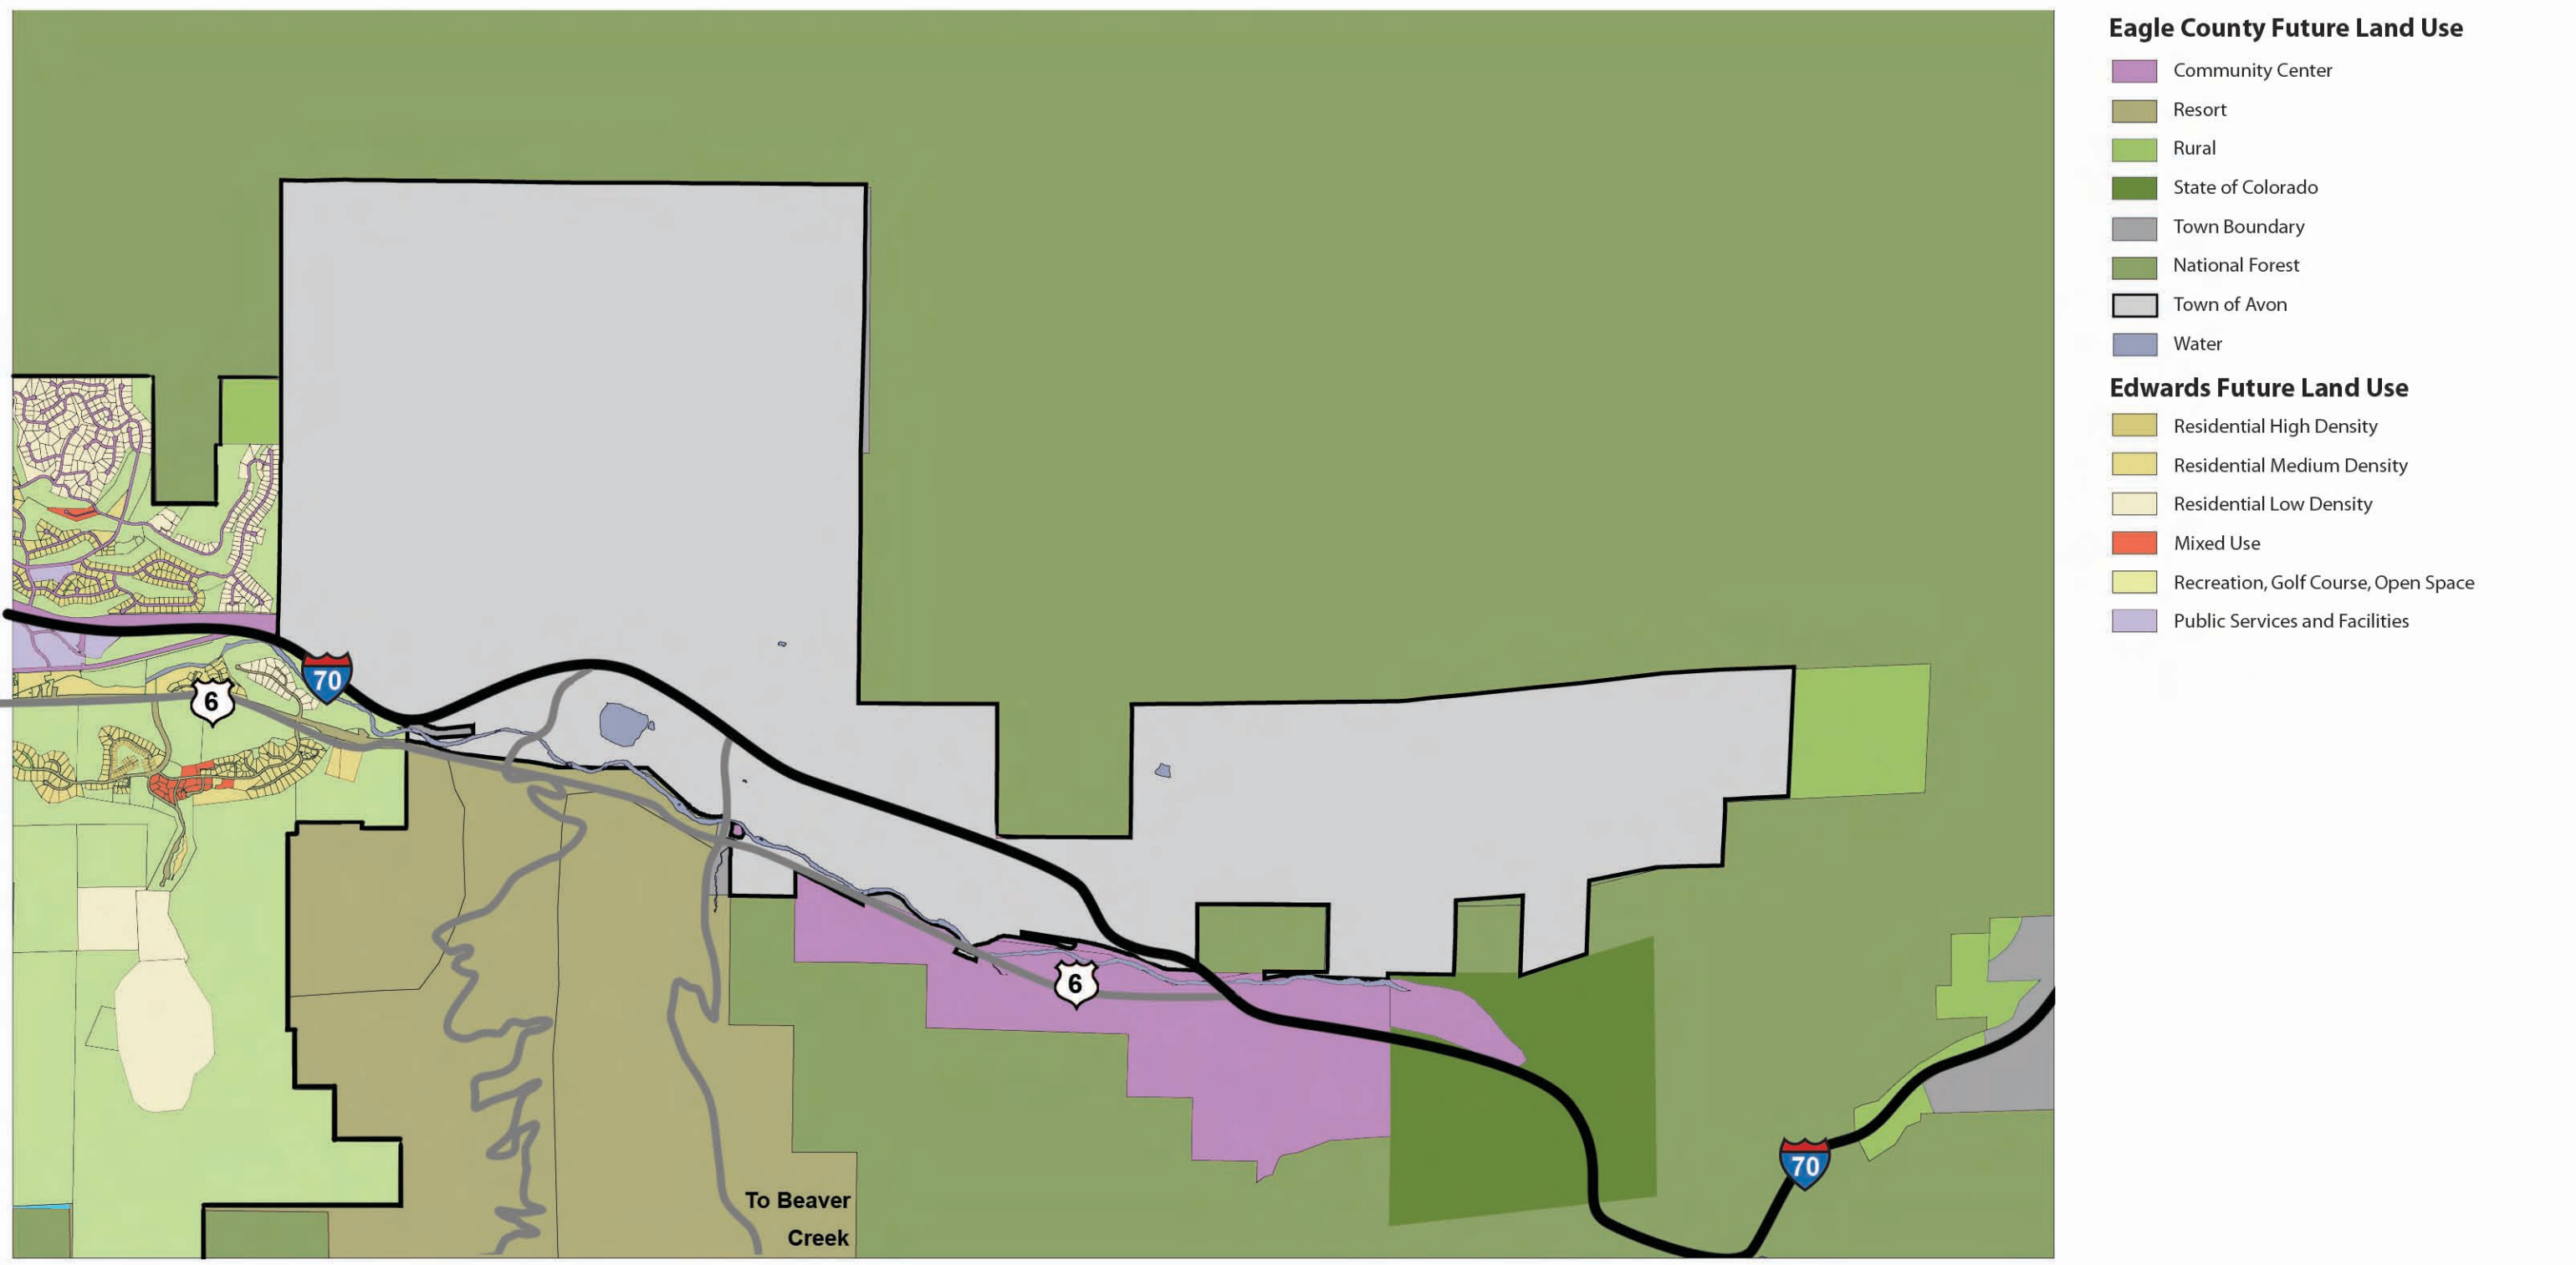 Eagle County Future Land Use
Community Center
Resort
Rural
State of Colorado
Town Boundary
National Forest
Town of Avon
Water
Edwards Future Land Use
Residential High Density
Residential Medium Density
Residential Low Density
Mixed Use
Recreation, Golf Course, Open Space
Public Services and Facilities
70
6
6
70
To Beaver
Creek